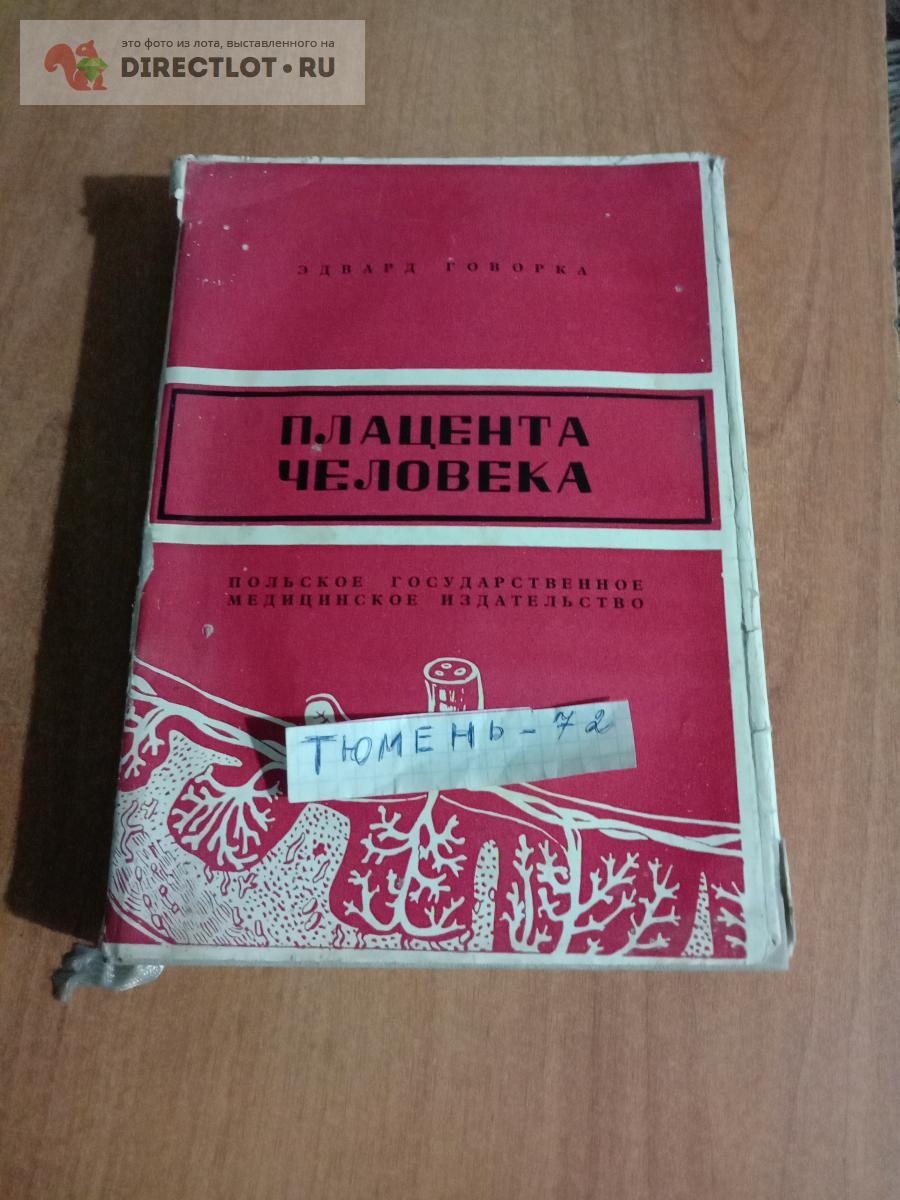 это фото из лота, выставленного на
DIRECTLOT•RU
ЭДВАРД ГОВОРКА
ПЛАЦЕНТА
ЧЕЛОВЕКА
ПОЛЬСКОЕ ГОСУДАРСТВЕННОЕ
МЕДИЦИНСКОЕ ИЗДАТЕЛЬСТВО
ТЮМЕНЬ-72